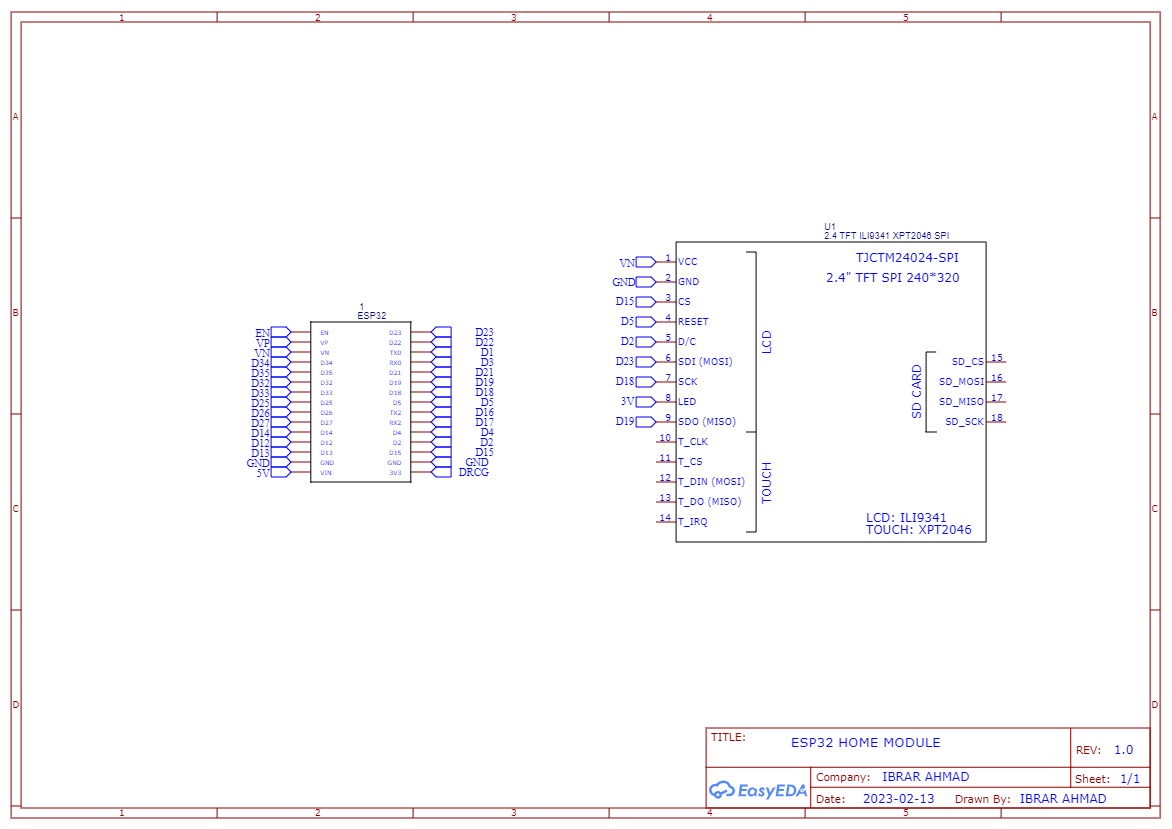 1 2 3 4 5
A A
B B
C C
D D
1
ESP32
EN EN D23 D23
VP VP D22 D22
VN VN TX0 D1
D34 D34 RX0 D3
D35 D35 D21 D21
D32 D32 D19 D19
D33 D33 D18 D18
D25 D25 D5 D5
D26 D26 TX2 D16
D27 D27 RX2 D17
D14 D14 D4 D4
D12 D12 D2 D2
D13 D13 D15 D15
GND GND GND GND
5V VIN 3V3 DRCG
U1
2.4 TFT ILI9341 XPT2046 SPI
TJCTM24024-SPI
2.4" TFT SPI 240*320
VN 1 VCC
GND 2 GND
D15 3 CS
D5 4 RESET
D2 5 D/C
D23 6 SDI (MOSI)
D18 7 SCK
3V 8 LED
D19 9 SDO (MISO)
10 T_CLK
11 T_CS
12 T_DIN (MOSI)
13 T_DO (MISO)
14 T_IRQ
LCD
TOUCH
SD CARD
SD_CS 15
SD_MOSI 16
SD_MISO 17
SD_SCK 18
LCD: ILI9341
TOUCH: XPT2046
TITLE:
ESP32 HOME MODULE
REV: 1.0
EasyEDA
Company: IBRAR AHMAD
Sheet: 1/1
Date: 2023-02-13 Drawn By: IBRAR AHMAD
1 2 3 4 5